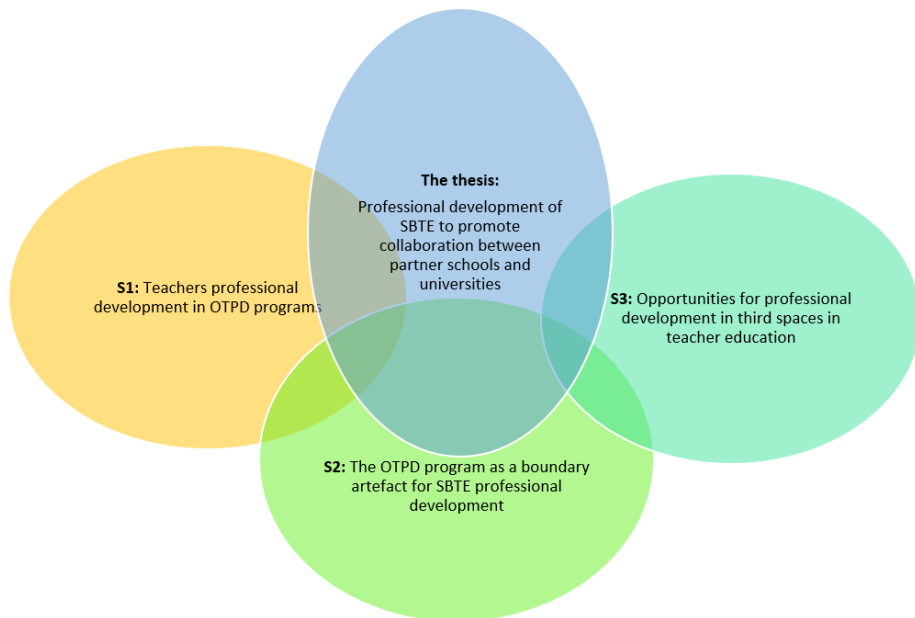 The thesis:
Professional development of
SBTE to promote
collaboration between
partner schools and
universities
S1: Teachers professional
development in OTPD programs
S3: Opportunities for professional
development in third spaces in
teacher education
S2: The OTPD program as a boundary
artefact for SBTE professional
development